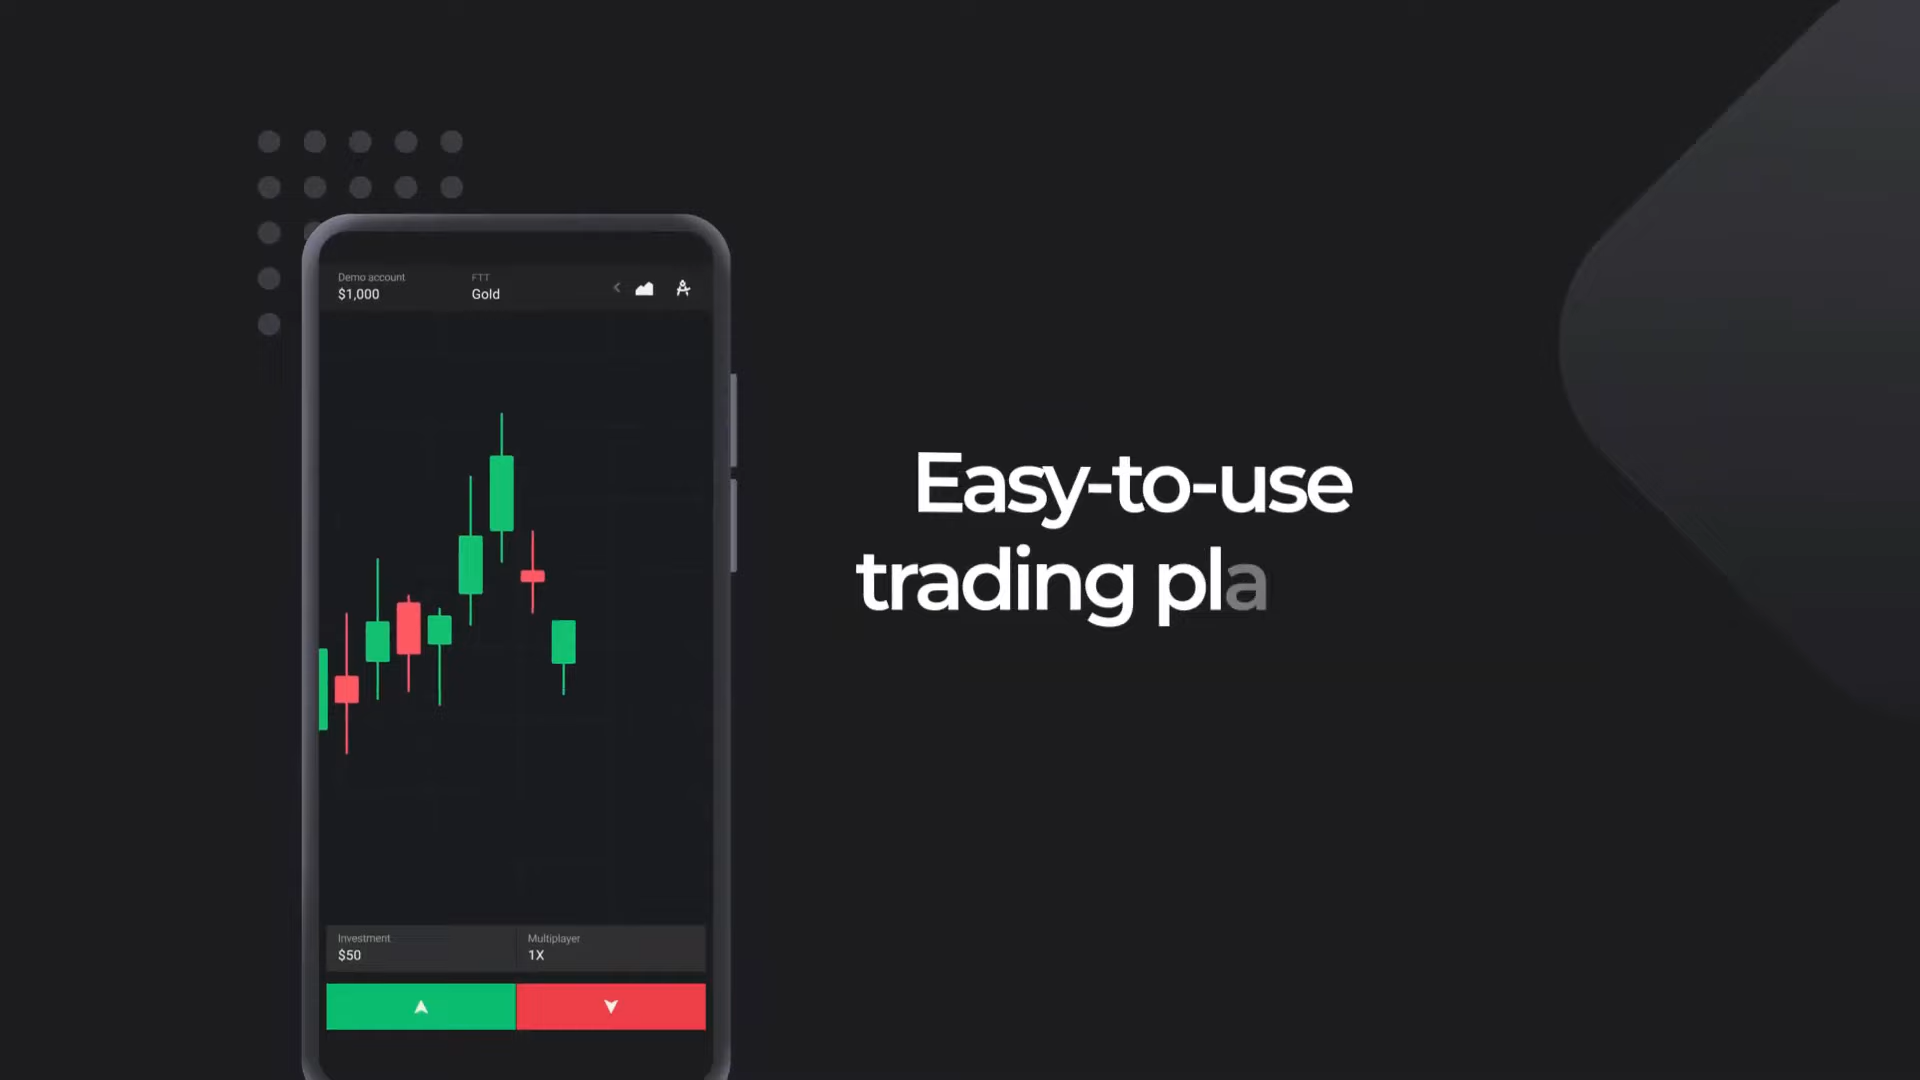 Demo account
$1,000
FTT
Gold
Easy-to-use
trading pla
Investment
$50
Multiplayer
1X